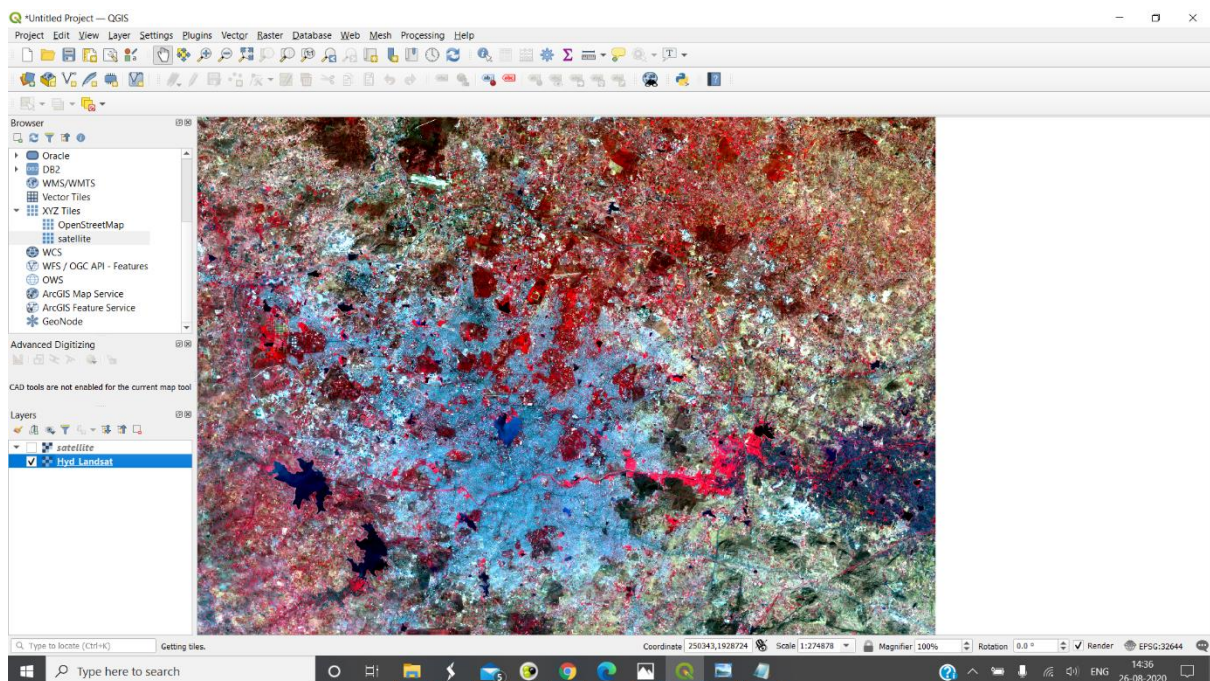 *Untitled Project — QGIS
Project Edit View Layer Settings Plugins Vector Raster Database Web Mesh Processing Help
Browser
Oracle
DB2
WMS/WMTS
Vector Tiles
XYZ Tiles
OpenStreetMap
satellite
WCS
WFS / OGC API - Features
OWS
ArcGIS Map Service
ArcGIS Feature Service
GeoNode
Advanced Digitizing
CAD tools are not enabled for the current map tool
Layers
satellite
Hyd_Landsat
Type to locate (Ctrl+K) Getting tiles. Coordinate 250343,1928724 Scale 1:274878 Magnifier 100% Rotation 0.0 ° Render EPSG:32644
Type here to search 5 ENG 14:36
26-08-2020